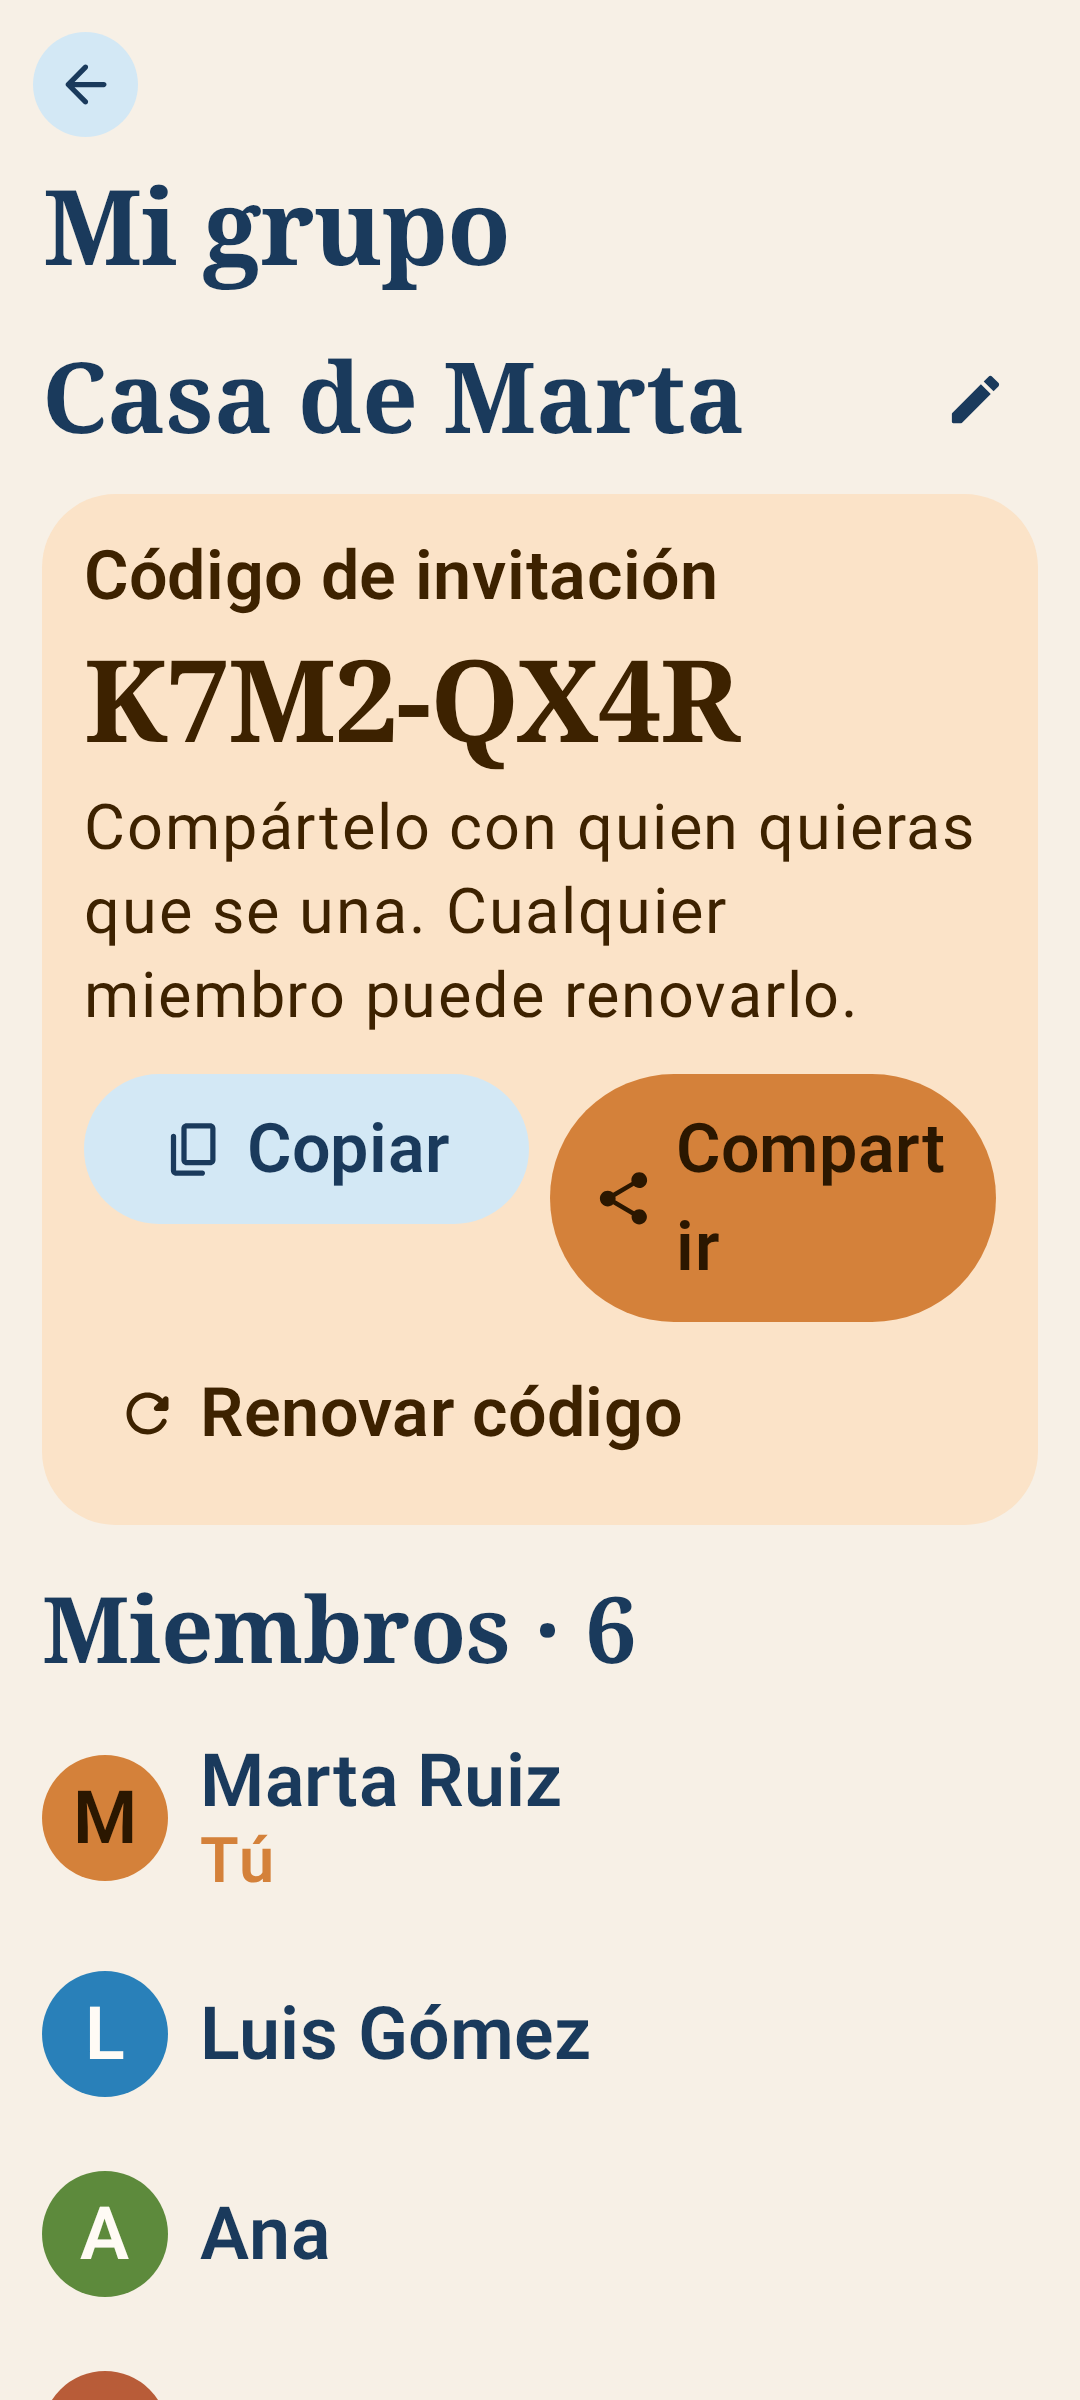 Mi grupo
Casa de Marta
Código de invitación
K7M2-QX4R
Compártelo con quien quieras
que se una. Cualquier
miembro puede renovarlo.
Copiar
Compart
ir
Renovar código
Miembros · 6
M
Marta Ruiz
Tú
L
Luis Gómez
A
Ana